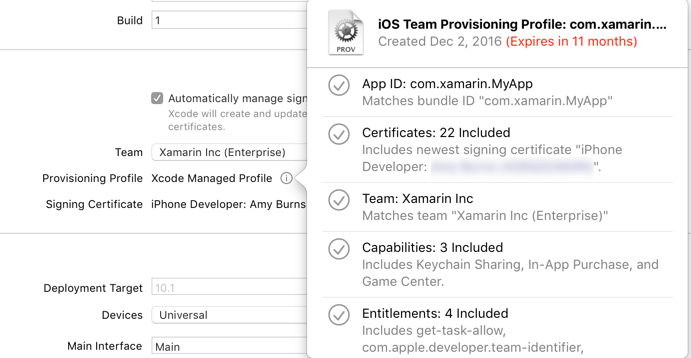 Build
1
Automatically manage sign
Xcode will create and update
certificates.
Team
Xamarin Inc (Enterprise)
Provisioning Profile
Xcode Managed Profile
Signing Certificate
iPhone Developer: Amy Burns
Deployment Target
10.1
Devices
Universal
Main Interface
Main
PROV
iOS Team Provisioning Profile: com.xamarin....
Created Dec 2, 2016 (Expires in 11 months)
App ID: com.xamarin.MyApp
Matches bundle ID "com.xamarin.MyApp"
Certificates: 22 Included
Includes newest signing certificate "iPhone
Developer: ".
Team: Xamarin Inc
Matches team "Xamarin Inc (Enterprise)"
Capabilities: 3 Included
Includes Keychain Sharing, In-App Purchase, and
Game Center.
Entitlements: 4 Included
Includes get-task-allow,
com.apple.developer.team-identifier,